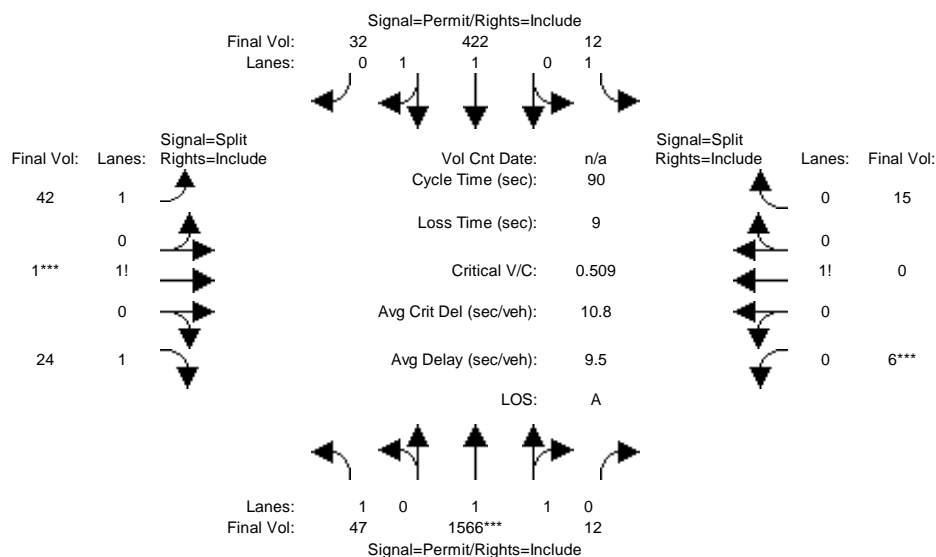 Signal=Permit/Rights=Include
Final Vol: 32 422 12
Lanes: 0 1 1 0 1
Signal=Split
Final Vol: Lanes: Rights=Include
Vol Cnt Date: n/a
Signal=Split
Rights=Include Lanes: Final Vol:
Cycle Time (sec): 90
42 1
0 15
Loss Time (sec): 9
0
0
1*** 1!
Critical V/C: 0.509
1! 0
0
Avg Crit Del (sec/veh): 10.8
0
24 1
Avg Delay (sec/veh): 9.5
0 6***
LOS: A
Lanes: 1 0 1 1 0
Final Vol: 47 1566*** 12
Signal=Permit/Rights=Include